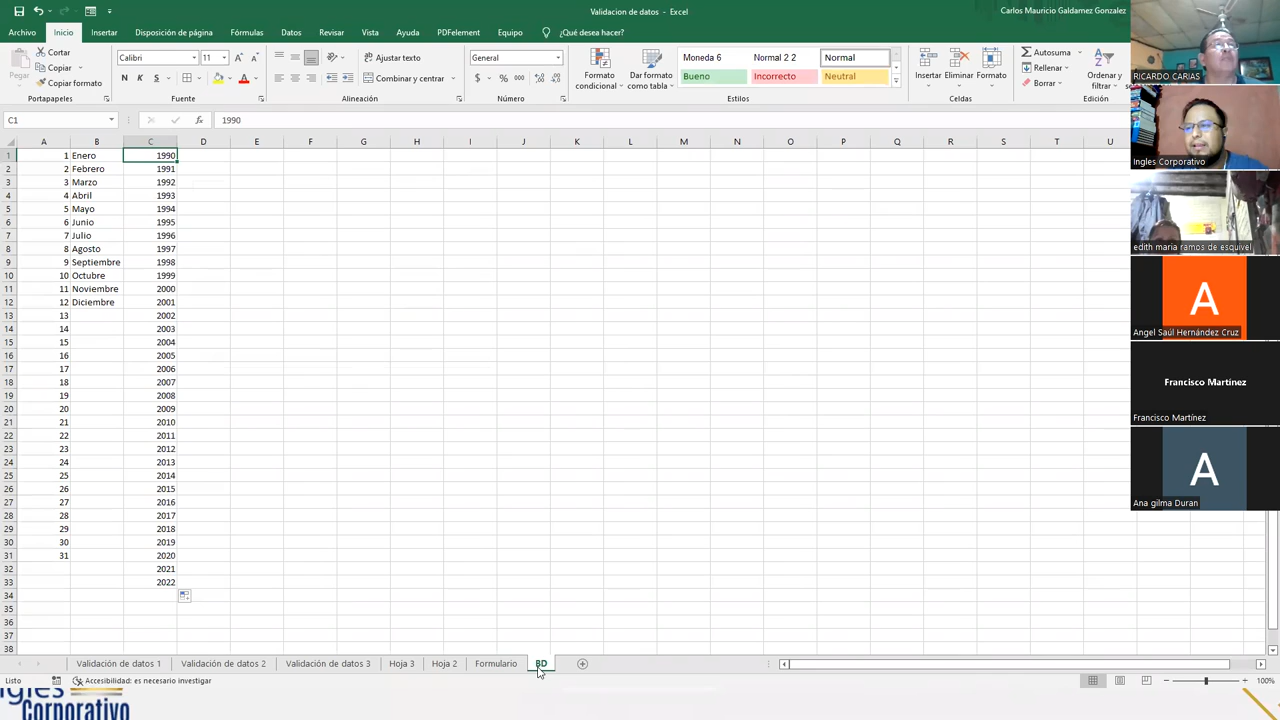 Validacion de datos - Excel
Carlos Mauricio Galdamez Gonzalez
Archivo Inicio Insertar Disposición de página Fórmulas Datos Revisar Vista Ayuda PDFelement Equipo ¿Qué desea hacer?
Pegar
Cortar
Copiar
Copiar formato
Portapapeles
Calibri 11
N K S
Fuente
Ajustar texto
Combinar y centrar
Alineación
General
$ % 000
Número
Formato condicional
Dar formato como tabla
Moneda 6 Normal 2 2 Normal
Bueno Incorrecto Neutral
Estilos
Insertar Eliminar Formato
Celdas
Autosuma
Rellenar
Borrar
Ordenar y filtrar
Edición
C1 fx 1990
A B C D E F G H I J K L M N O P Q R S T U
1 1 Enero 1990
2 2 Febrero 1991
3 3 Marzo 1992
4 4 Abril 1993
5 5 Mayo 1994
6 6 Junio 1995
7 7 Julio 1996
8 8 Agosto 1997
9 9 Septiembre 1998
10 10 Octubre 1999
11 11 Noviembre 2000
12 12 Diciembre 2001
13 13 2002
14 14 2003
15 15 2004
16 16 2005
17 17 2006
18 18 2007
19 19 2008
20 20 2009
21 21 2010
22 22 2011
23 23 2012
24 24 2013
25 25 2014
26 26 2015
27 27 2016
28 28 2017
29 29 2018
30 30 2019
31 31 2020
32 2021
33 2022
34
35
36
37
38
Validación de datos 1 Validación de datos 2 Validación de datos 3 Hoja 3 Hoja 2 Formulario BD
Listo Accesibilidad: es necesario investigar 100%
Ingles
Corporativo
RICARDO CARIAS
Ingles Corporativo
edith maria ramos de esquivel
A
Angel Saúl Hernández Cruz
Francisco Martínez
Francisco Martínez
A
Ana gilma Duran